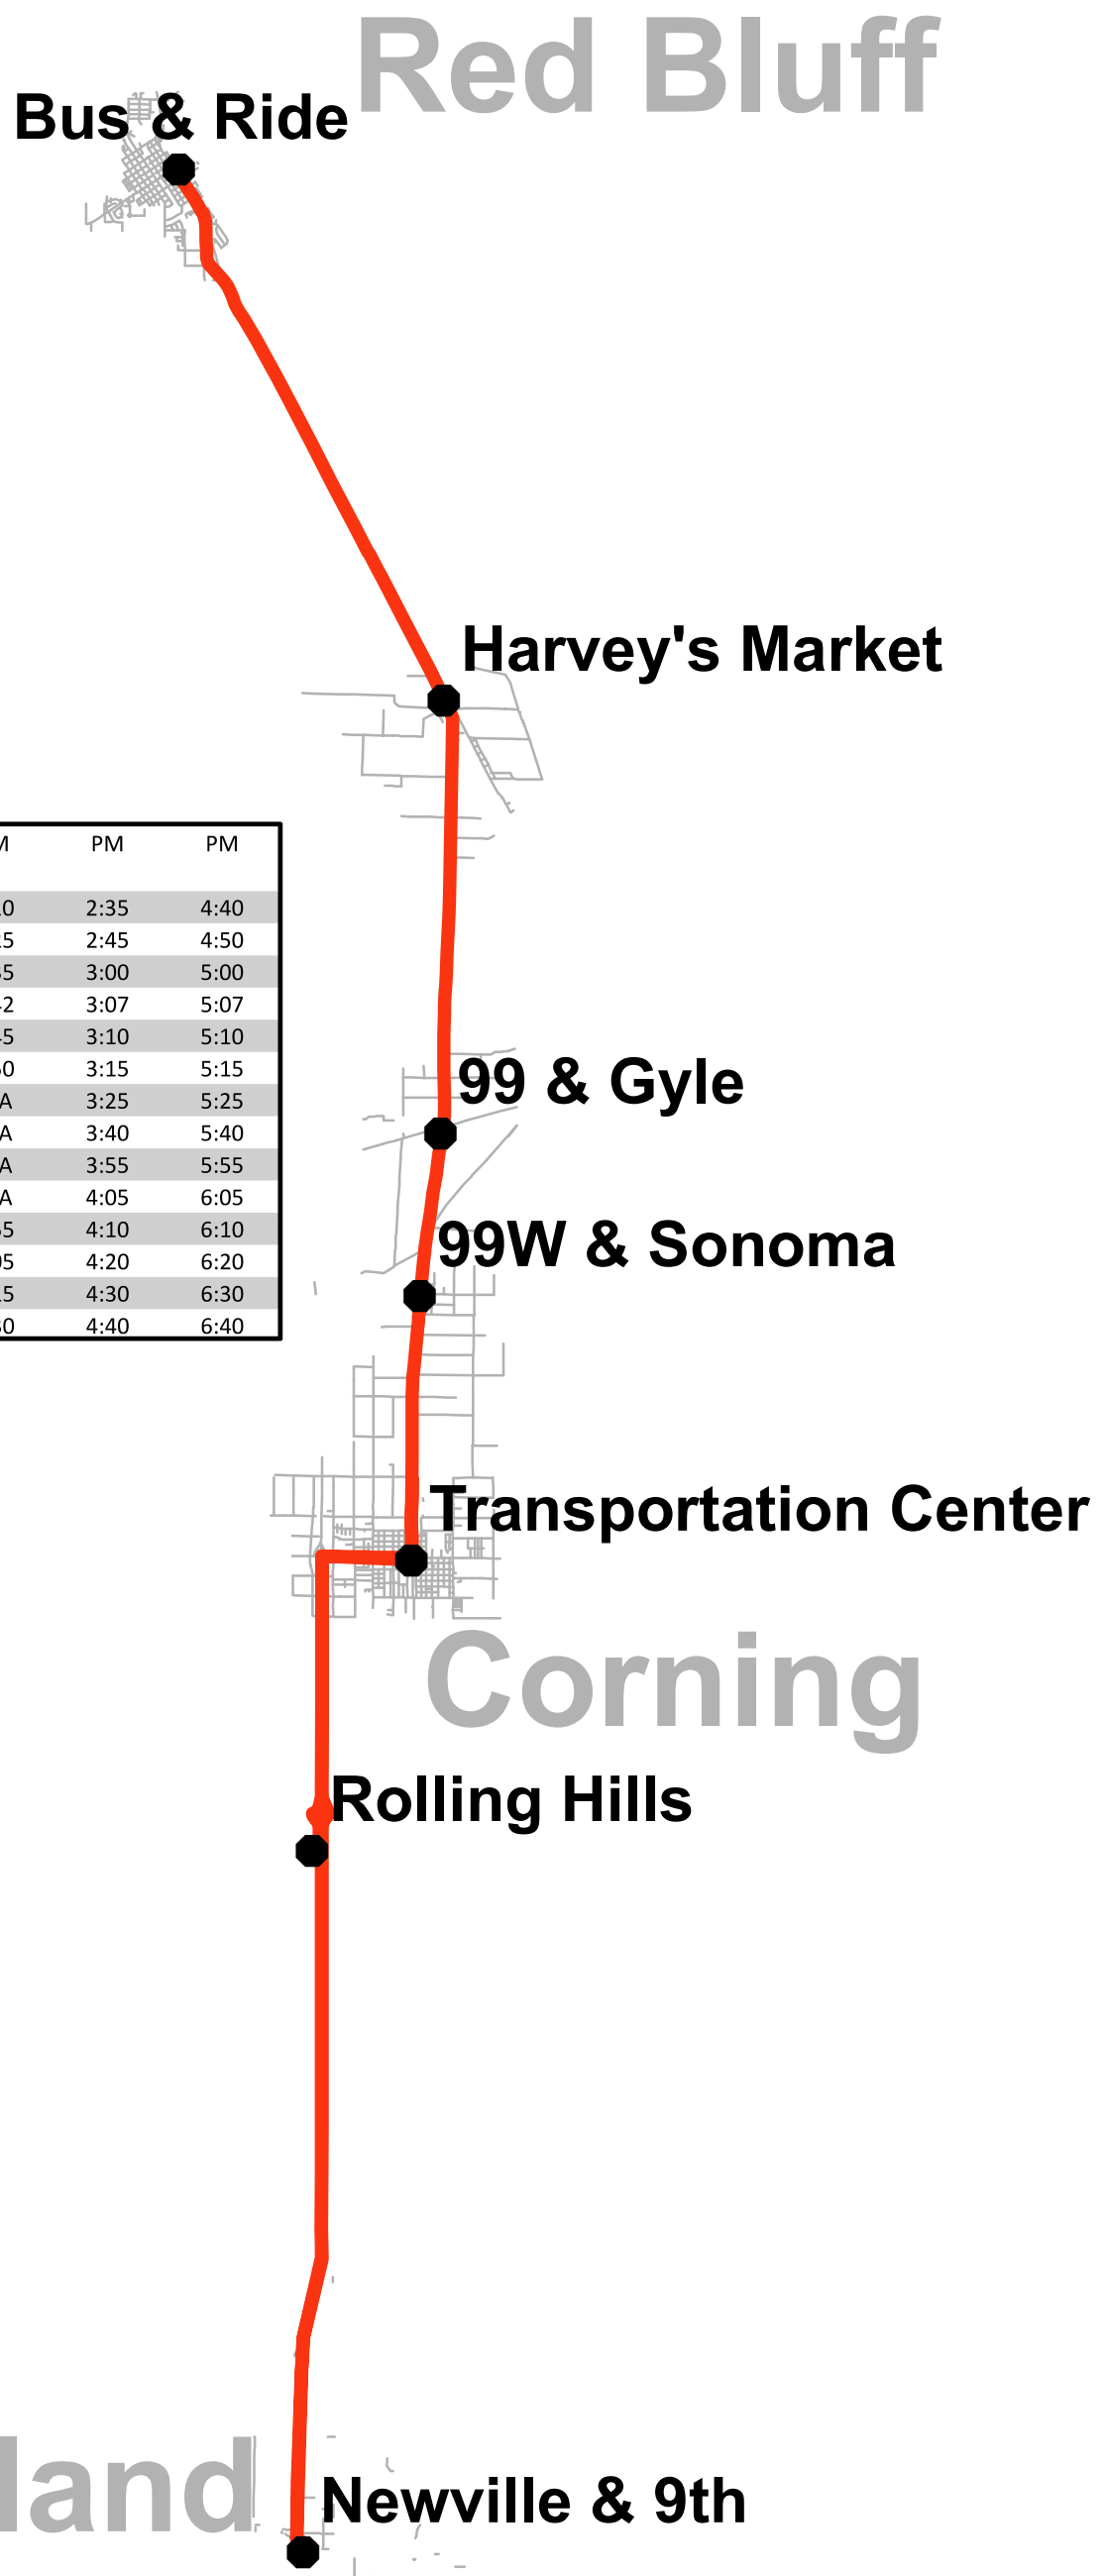 Red Bluff
Bus & Ride
Harvey's Market
PM PM
2:35 4:40
2:45 4:50
3:00 5:00
3:07 5:07
3:10 5:10
3:15 5:15
3:25 5:25
3:40 5:40
3:55 5:55
4:05 6:05
4:10 6:10
4:20 6:20
4:30 6:30
4:40 6:40
99 & Gyle
99W & Sonoma
Transportation Center
Corning
Rolling Hills
land
Newville & 9th